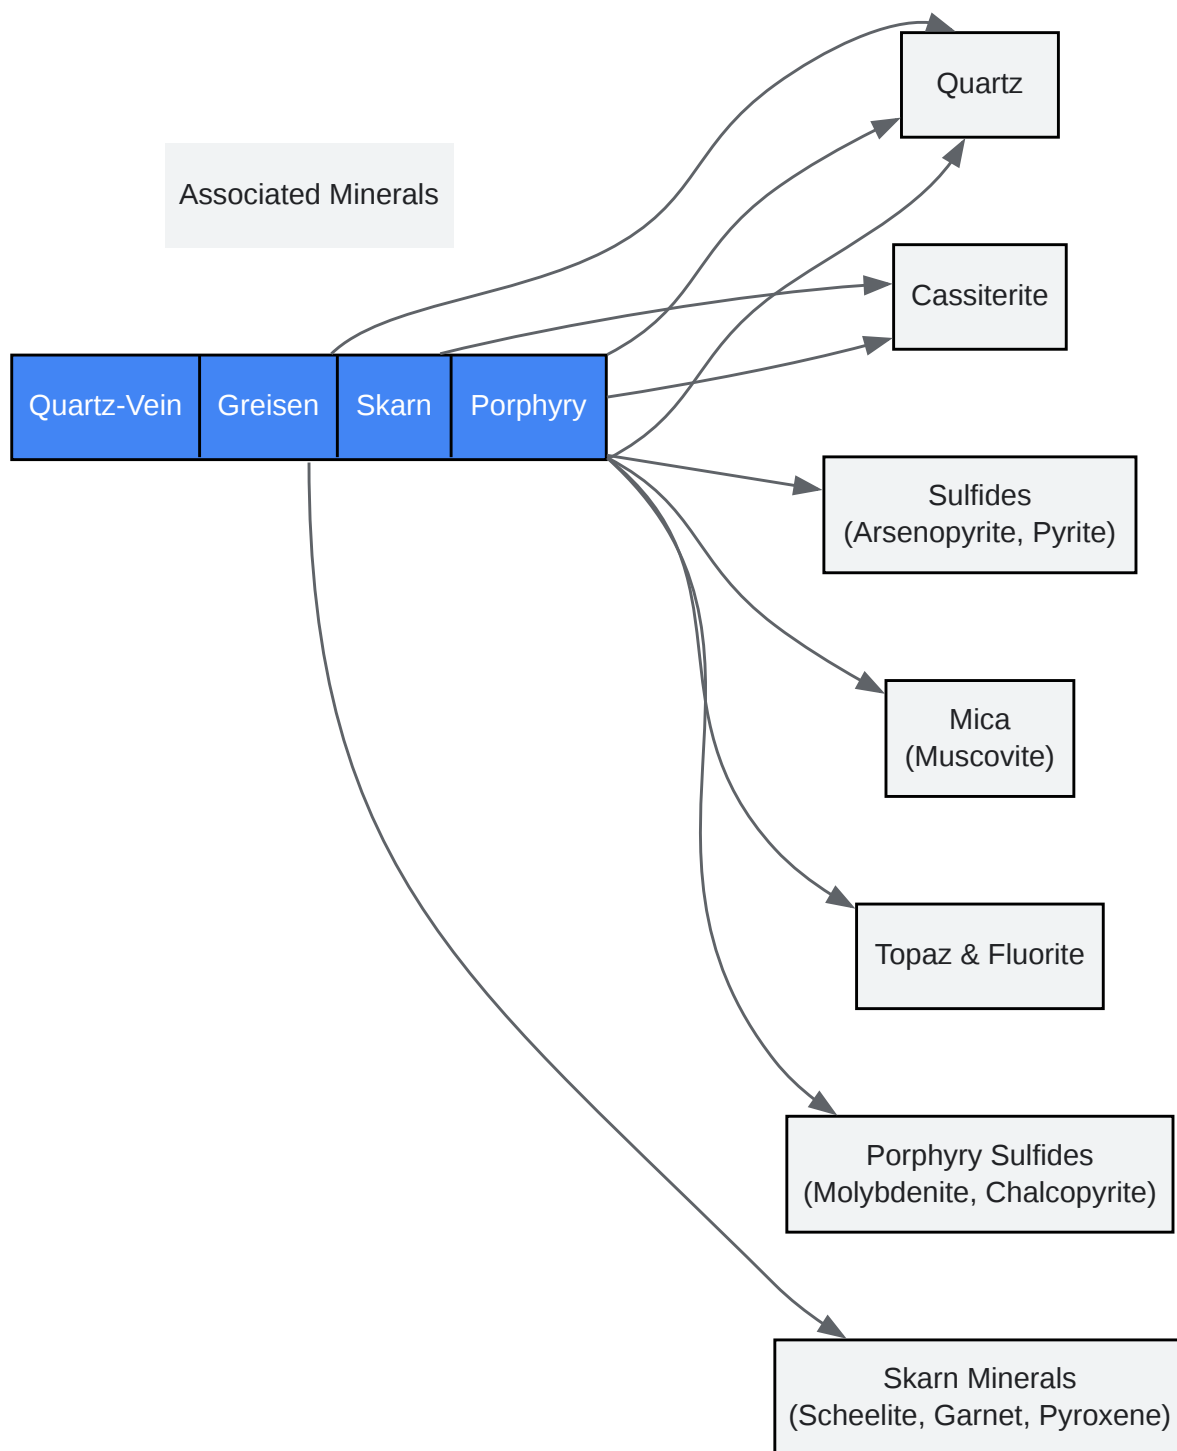 Quartz
Associated Minerals
Cassiterite
Quartz-Vein
Greisen
Skarn
Porphyry
Sulfides
(Arsenopyrite, Pyrite)
Mica
(Muscovite)
Topaz & Fluorite
Porphyry Sulfides
(Molybdenite, Chalcopyrite)
Skarn Minerals
(Scheelite, Garnet, Pyroxene)